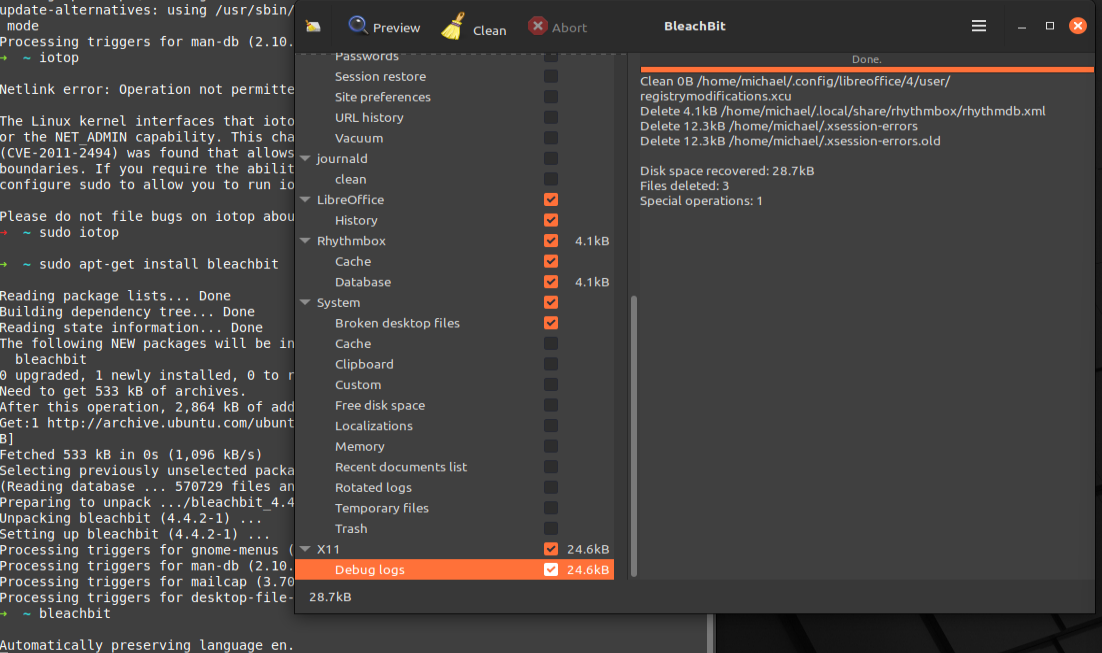 update-alternatives: using /usr/sbin/
mode
Processing triggers for man-db (2.10.
→ ~ iotop
Netlink error: Operation not permitte
The Linux kernel interfaces that ioto
or the NET_ADMIN capability. This cha
(CVE-2011-2494) was found that allows
boundaries. If you require the abilit
configure sudo to allow you to run io
Please do not file bugs on iotop abou
→ ~ sudo iotop
→ ~ sudo apt-get install bleachbit
Reading package lists... Done
Building dependency tree... Done
Reading state information... Done
The following NEW packages will be in
bleachbit
0 upgraded, 1 newly installed, 0 to r
Need to get 533 kB of archives.
After this operation, 2,864 kB of add
Get:1 http://archive.ubuntu.com/ubunt
B]
Fetched 533 kB in 0s (1,096 kB/s)
Selecting previously unselected packa
(Reading database ... 570729 files an
Preparing to unpack .../bleachbit_4.4
Unpacking bleachbit (4.4.2-1) ...
Setting up bleachbit (4.4.2-1) ...
Processing triggers for gnome-menus (
Processing triggers for man-db (2.10.
Processing triggers for mailcap (3.70
Processing triggers for desktop-file-
→ ~ bleachbit
Automatically preserving language en.
Preview Clean Abort BleachBit
Passwords
Session restore
Site preferences
URL history
Vacuum
journald
clean
LibreOffice
History
Rhythmbox 4.1kB
Cache
Database 4.1kB
System
Broken desktop files
Cache
Clipboard
Custom
Free disk space
Localizations
Memory
Recent documents list
Rotated logs
Temporary files
Trash
X11 24.6kB
Debug logs 24.6kB
28.7kB
Done.
Clean 0B /home/michael/.config/libreoffice/4/user/
registrymodifications.xcu
Delete 4.1kB /home/michael/.local/share/rhythmbox/rhythmdb.xml
Delete 12.3kB /home/michael/.xsession-errors
Delete 12.3kB /home/michael/.xsession-errors.old
Disk space recovered: 28.7kB
Files deleted: 3
Special operations: 1